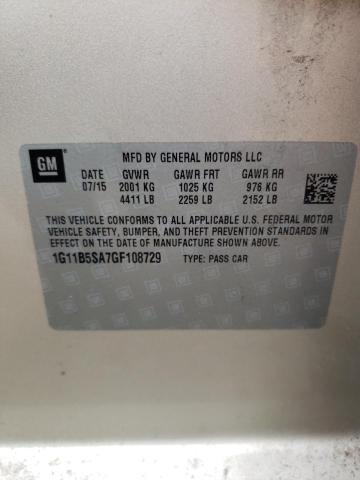 GM
MFD BY GENERAL MOTORS LLC
DATE GVWR GAWR FRT GAWR RR
07/15 2001 KG 1025 KG 976 KG
4411 LB 2259 LB 2152 LB
THIS VEHICLE CONFORMS TO ALL APPLICABLE U.S. FEDERAL MOTOR
VEHICLE SAFETY, BUMPER, AND THEFT PREVENTION STANDARDS
IN EFFECT ON THE DATE OF MANUFACTURE SHOWN ABOVE.
1G11B5SA7GF108729 TYPE: PASS CAR